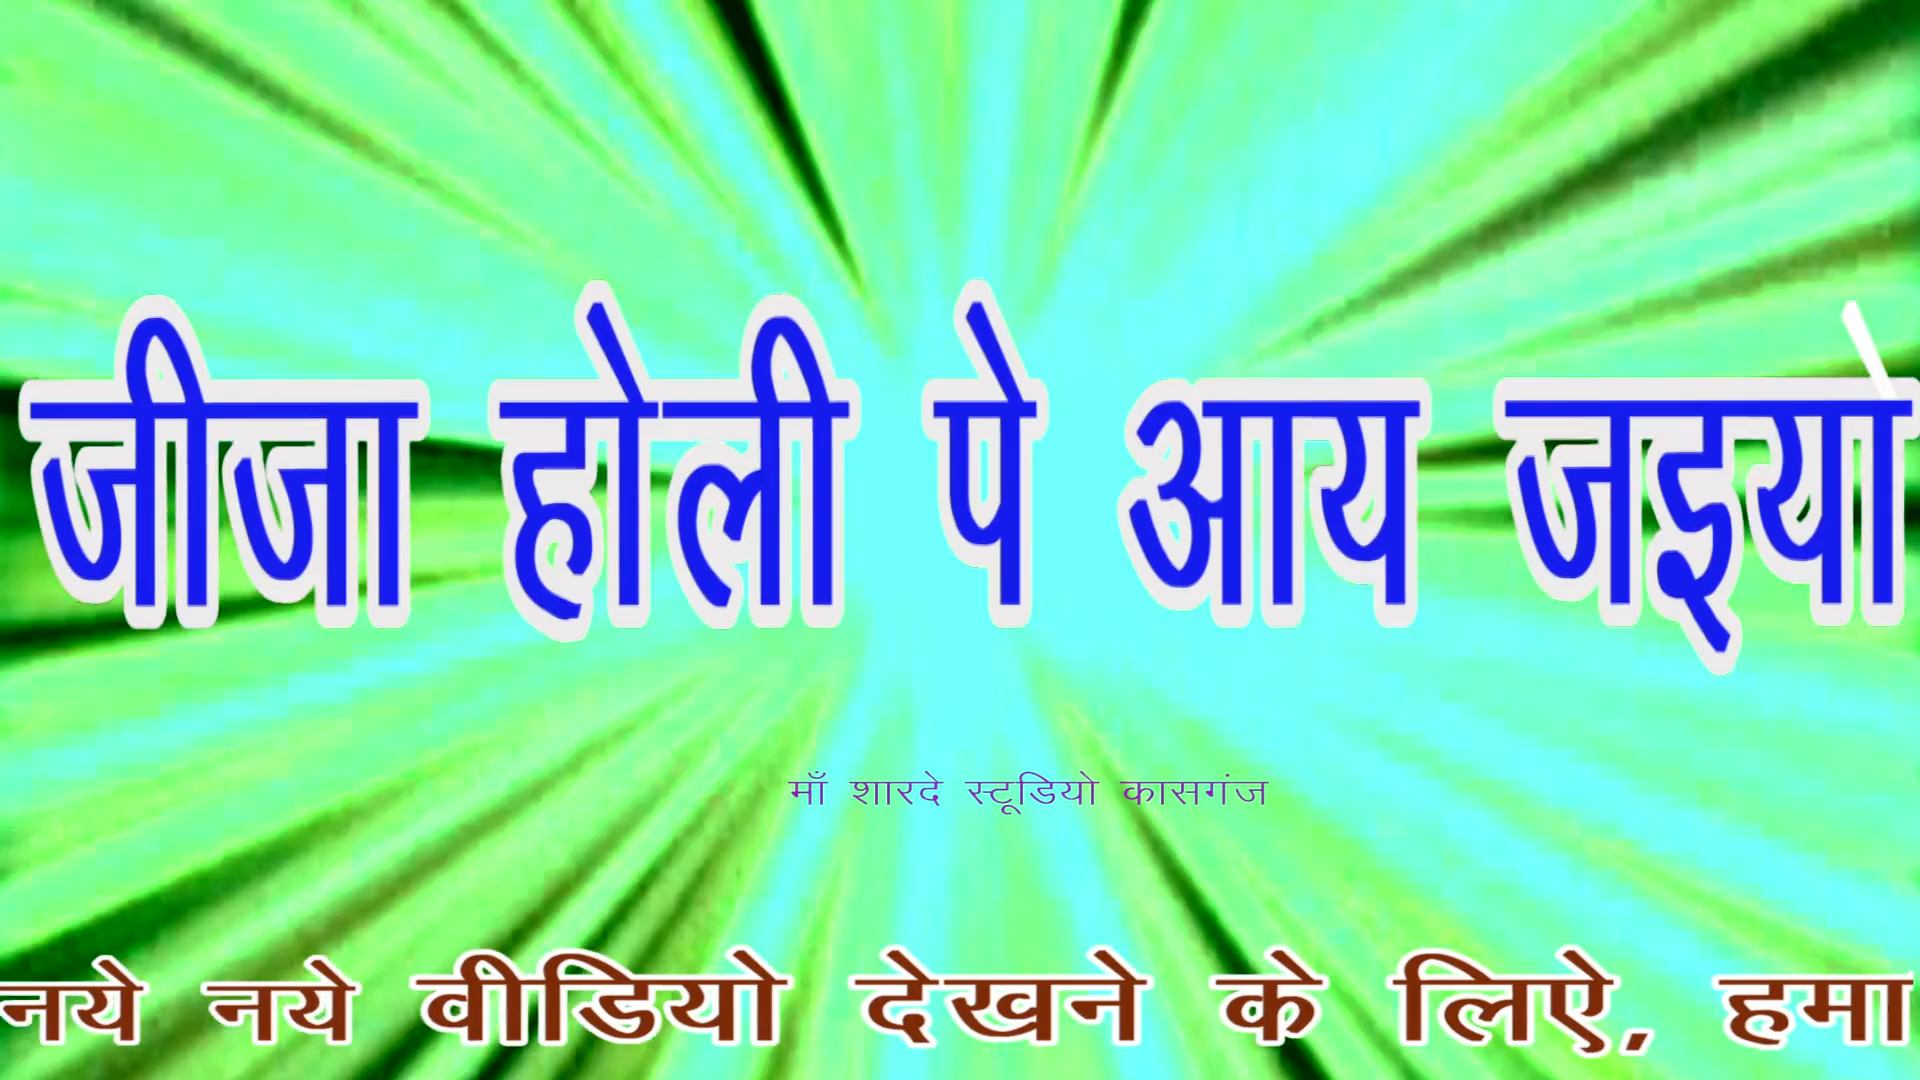 जीजा होली पे आय जइयो
माँ शारदे स्टूडियो कासगंज
नये नये वीडियो देखने के लिऐ, हमा